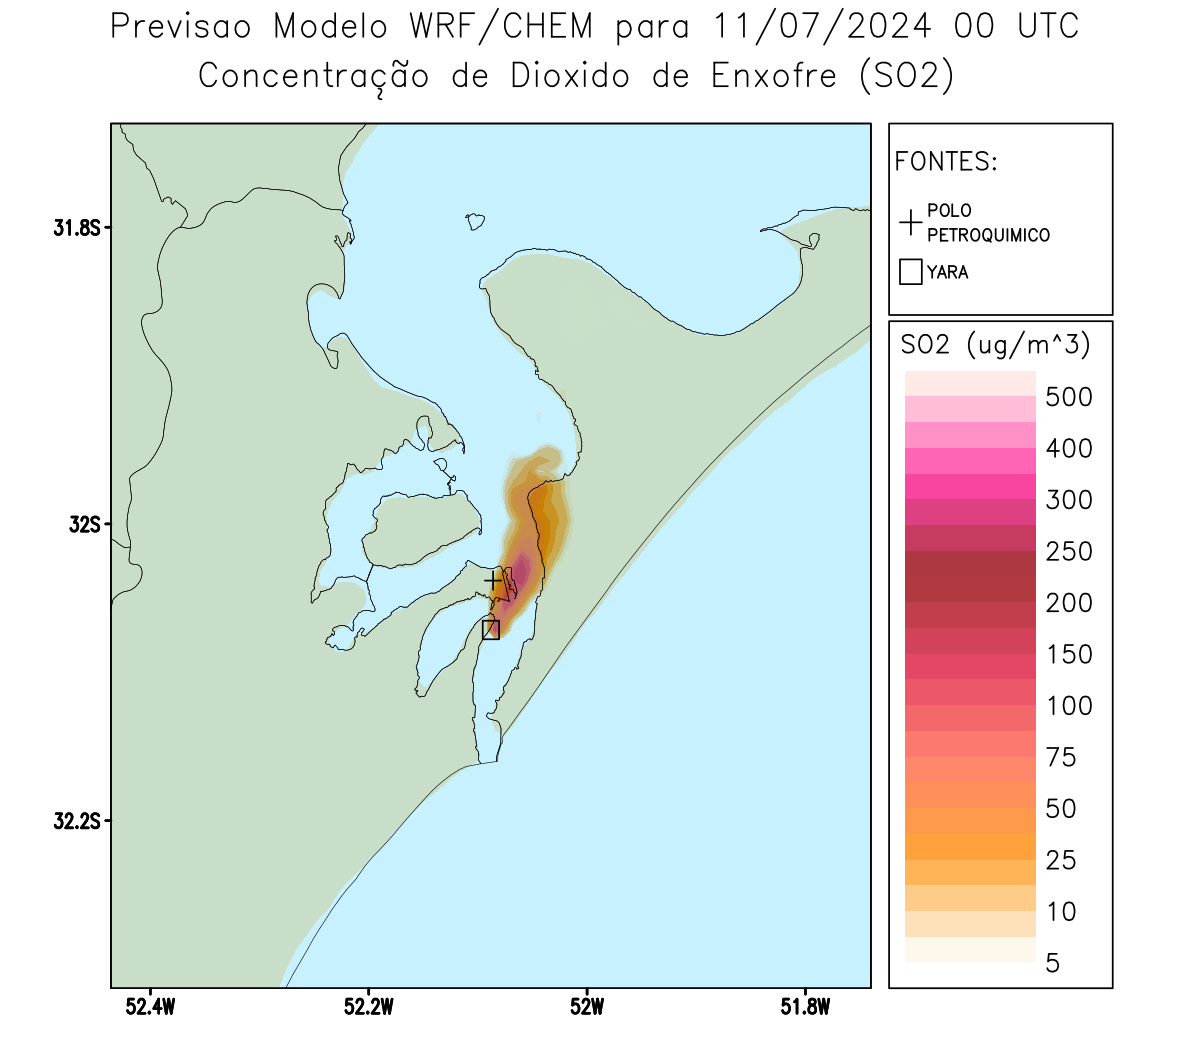 Previsao Modelo WRF/CHEM para 11/07/2024 00 UTC
Concentração de Dioxido de Enxofre (SO2)
FONTES:
POLO
PETROQUIMICO
YARA
31.8S
32S
32.2S
52.4W
52.2W
52W
51.8W
SO2 (ug/m^3)
500
400
300
250
200
150
100
75
50
25
10
5